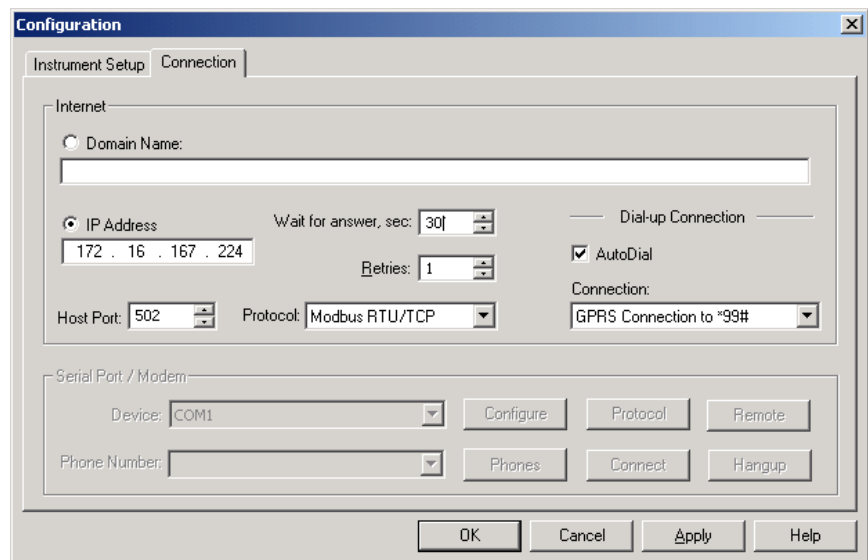 Configuration
Instrument Setup Connection
Internet
Domain Name:
IP Address
172 . 16 . 167 . 224
Wait for answer, sec: 30
Retries: 1
Dial-up Connection
AutoDial
Connection:
GPRS Connection to *99#
Host Port: 502
Protocol: Modbus RTU/TCP
Serial Port / Modem
Device: COM1
Configure Protocol Remote
Phone Number:
Phones Connect Hangup
OK Cancel Apply Help